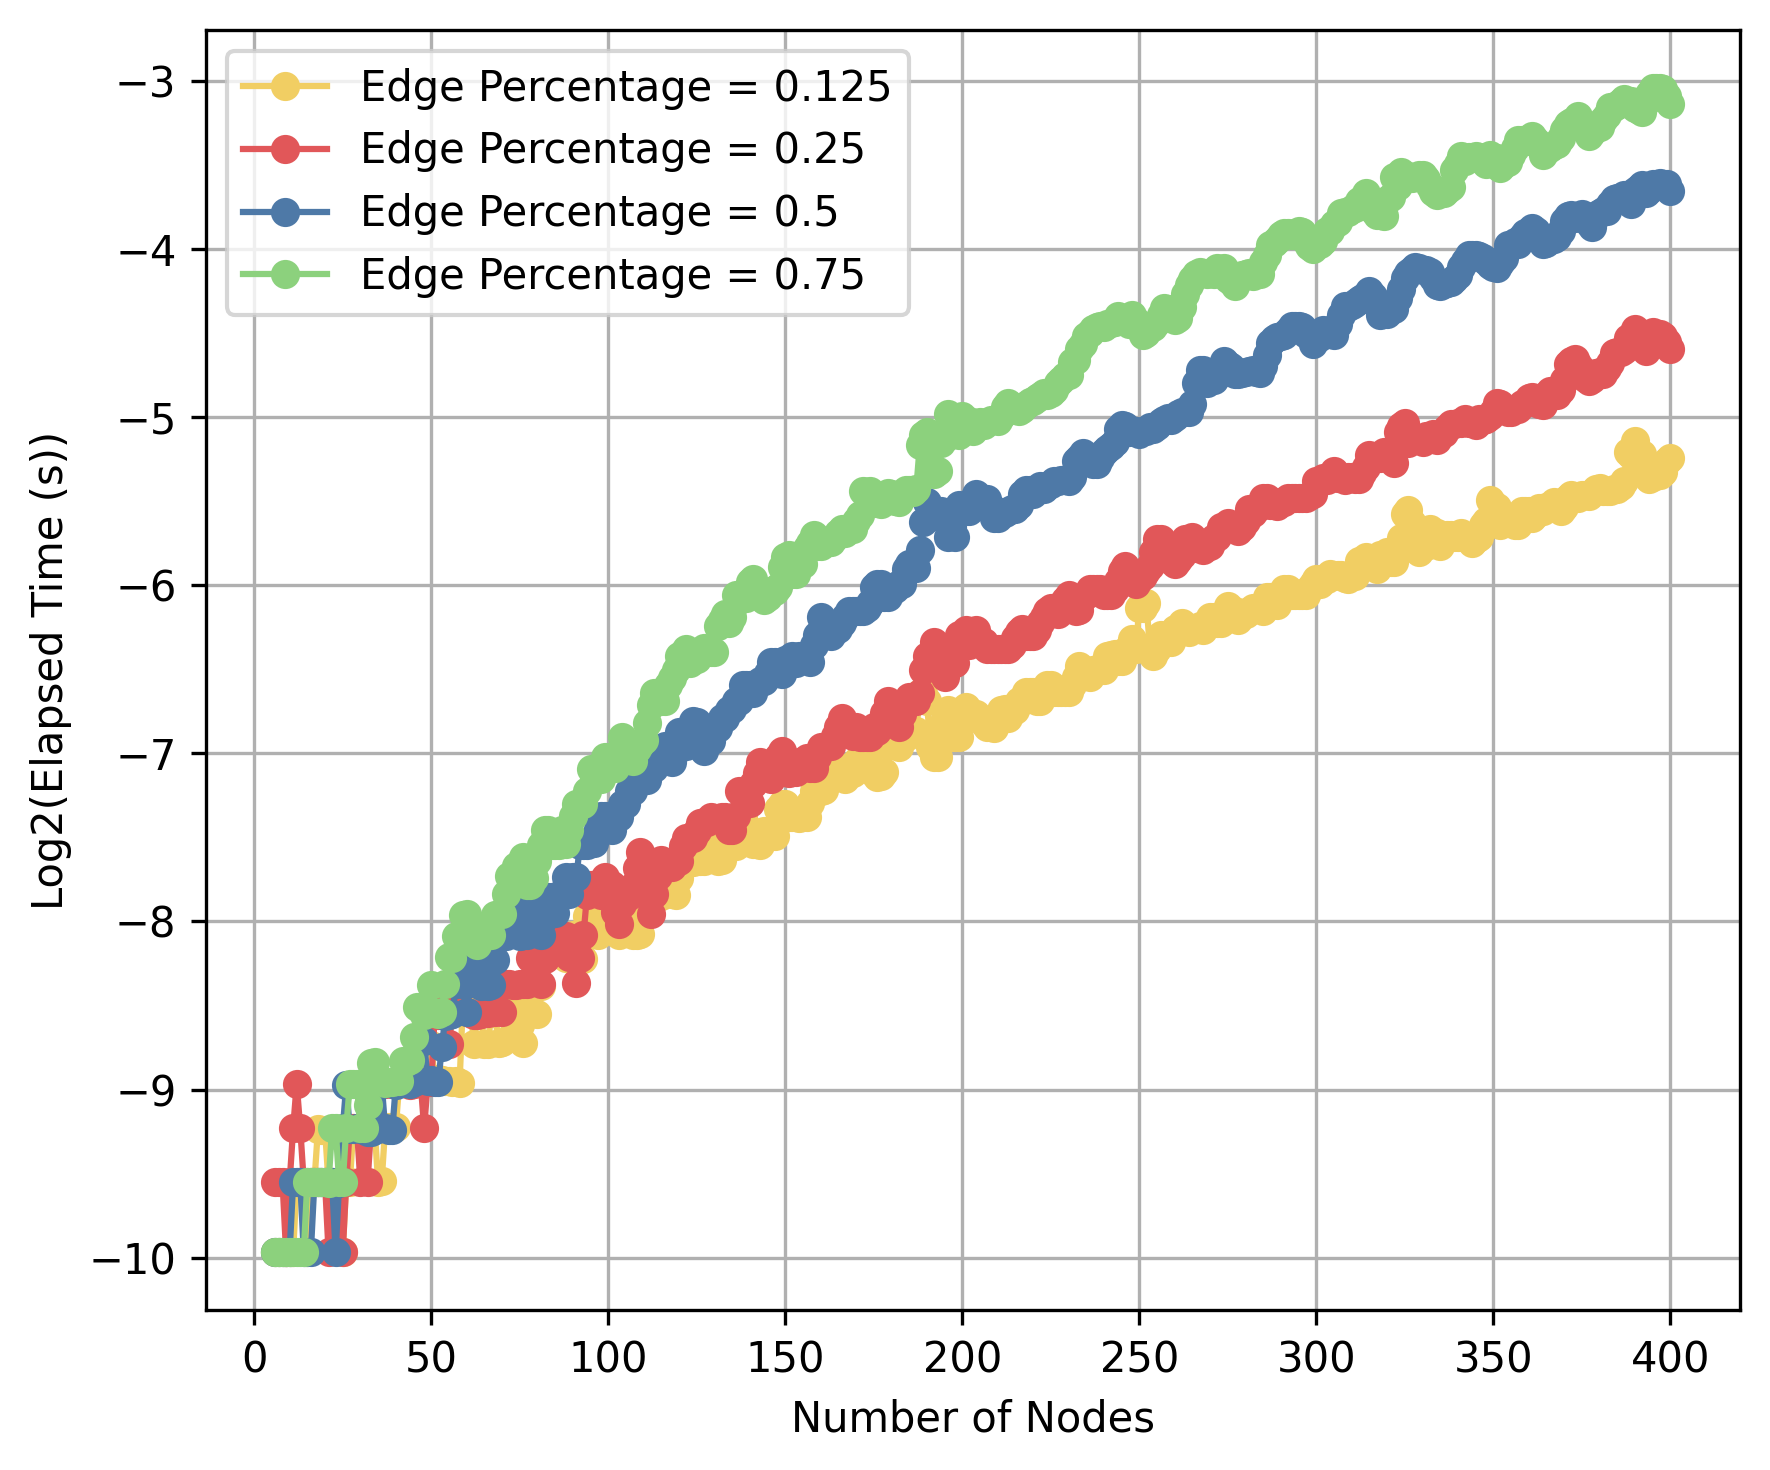 Edge Percentage = 0.125
Edge Percentage = 0.25
Edge Percentage = 0.5
Edge Percentage = 0.75
−3
−4
−5
−6
−7
−8
−9
−10
Log2(Elapsed Time (s))
0 50 100 150 200 250 300 350 400
Number of Nodes